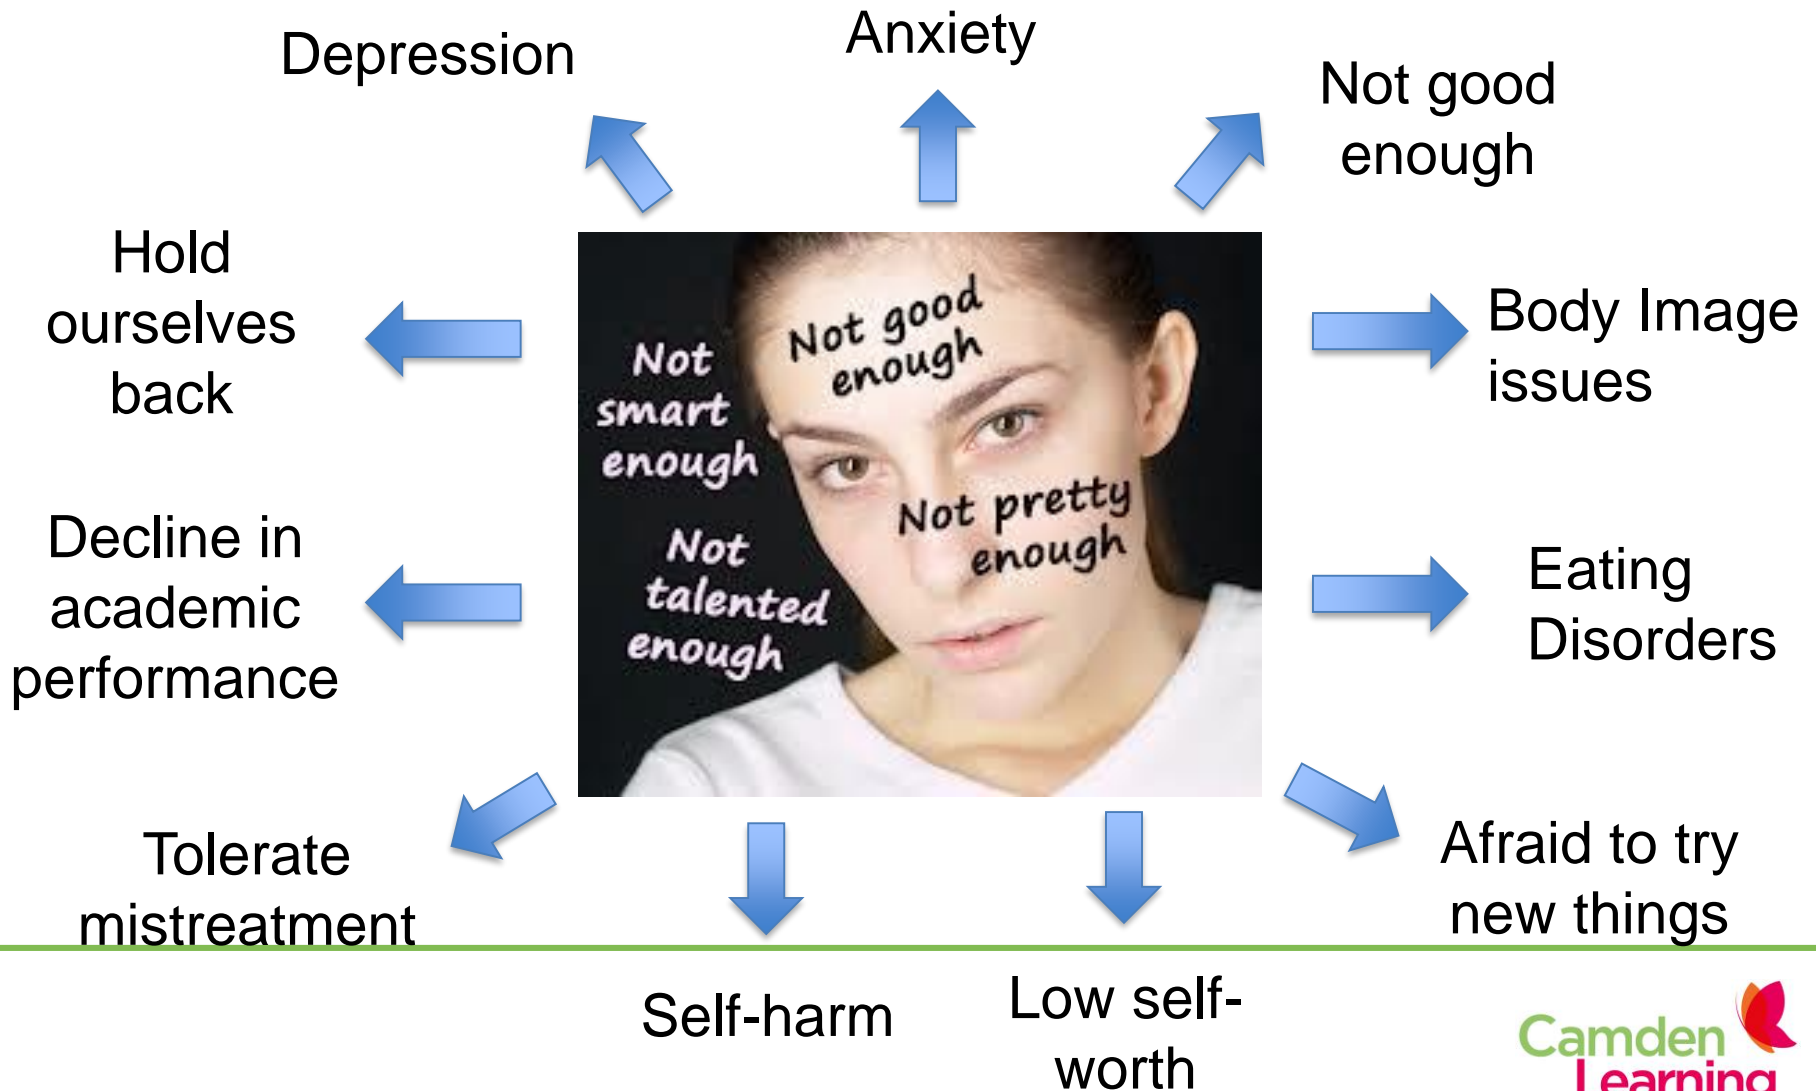 Depression
Anxiety
Not good
enough
Hold
ourselves
back
Not good
enough
Not
smart
enough
Not pretty
enough
Not
talented
enough
Body Image
issues
Decline in
academic
performance
Eating
Disorders
Tolerate
mistreatment
Afraid to try
new things
Self-harm
Low self-
worth
Camden
Learning